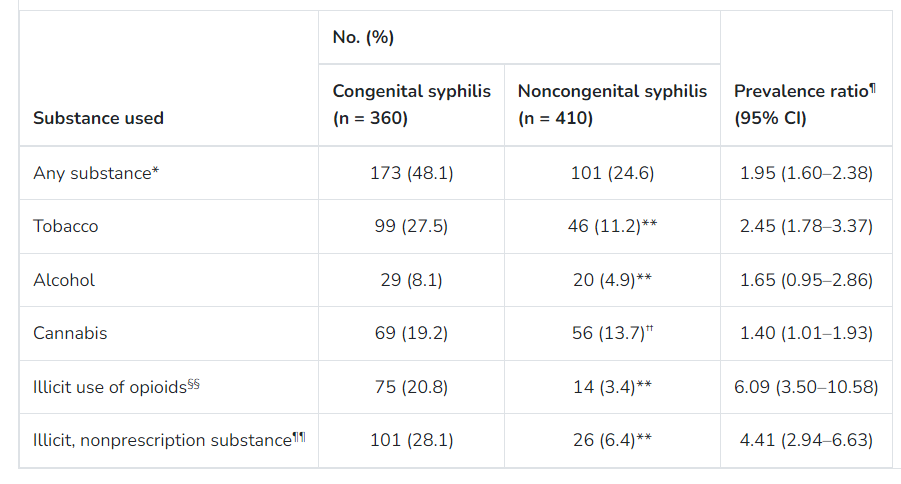 No. (%)
Substance used
Congenital syphilis
(n = 360)
Noncongenital syphilis
(n = 410)
Prevalence ratio¶
(95% CI)
Any substance* 173 (48.1) 101 (24.6) 1.95 (1.60–2.38)
Tobacco 99 (27.5) 46 (11.2)** 2.45 (1.78–3.37)
Alcohol 29 (8.1) 20 (4.9)** 1.65 (0.95–2.86)
Cannabis 69 (19.2) 56 (13.7)†† 1.40 (1.01–1.93)
Illicit use of opioids§§ 75 (20.8) 14 (3.4)** 6.09 (3.50–10.58)
Illicit, nonprescription substance¶¶ 101 (28.1) 26 (6.4)** 4.41 (2.94–6.63)